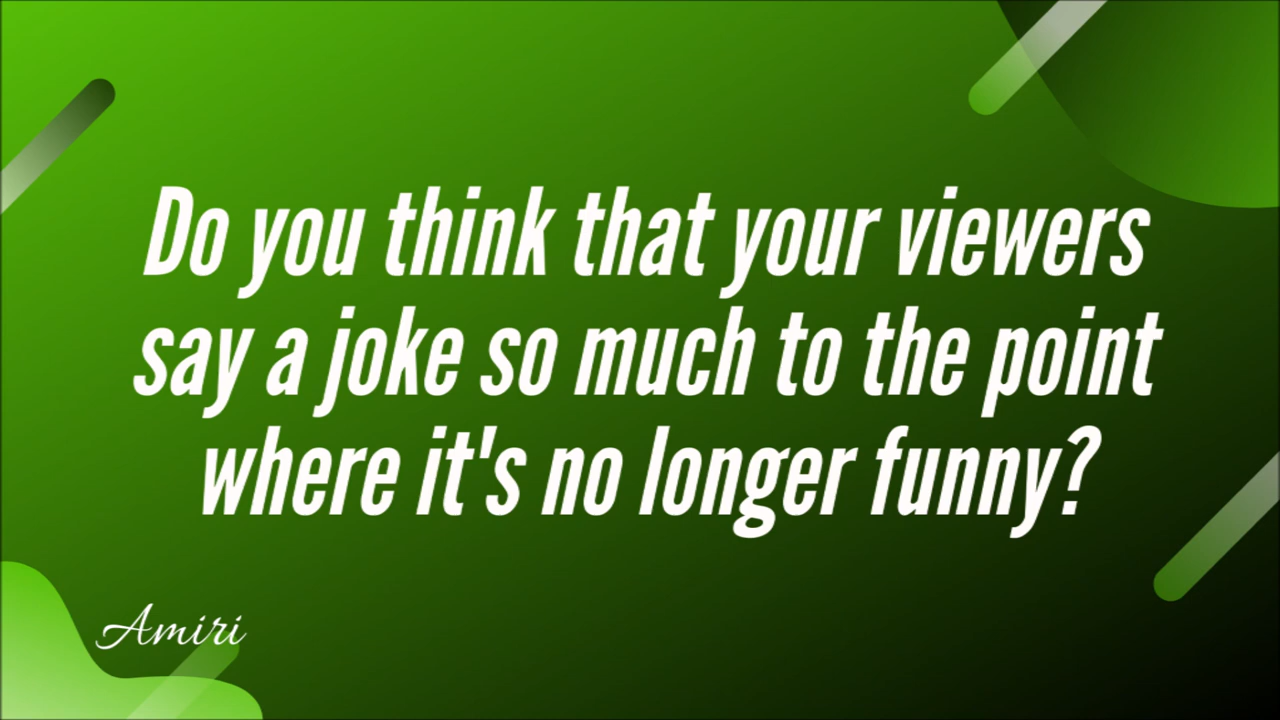 Do you think that your viewers
say a joke so much to the point
where it's no longer funny?
Amiri